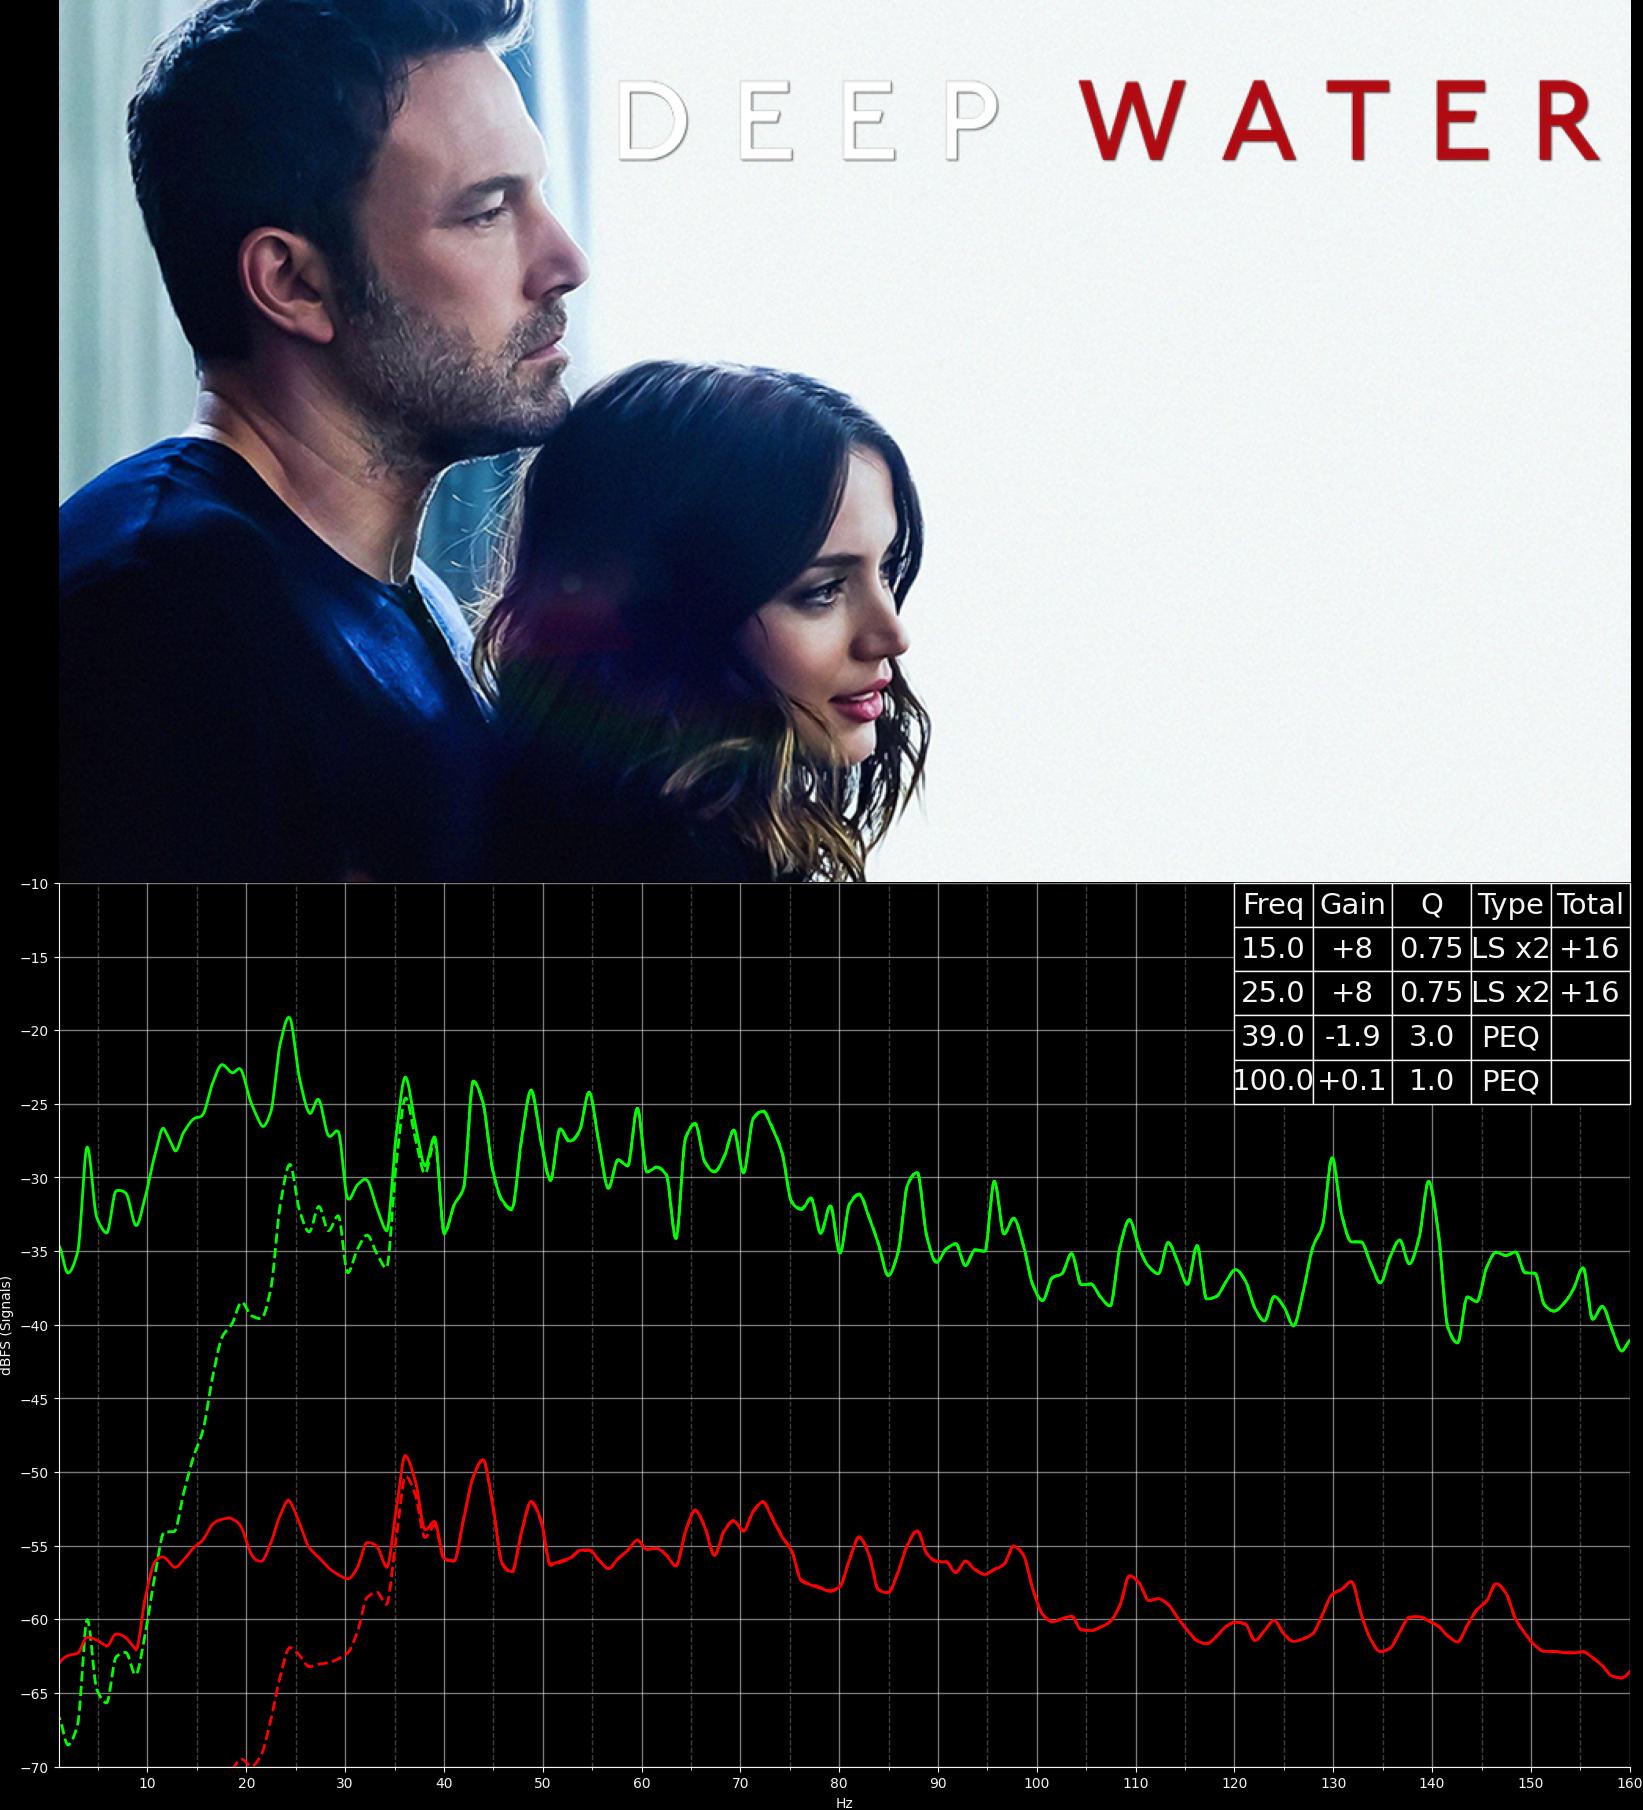 DEEP WATER
Freq Gain Q Type Total
15.0 +8 0.75 LS x2 +16
25.0 +8 0.75 LS x2 +16
39.0 -1.9 3.0 PEQ
100.0 +0.1 1.0 PEQ
−10
−15
−20
−25
−30
−35
−40
−45
−50
−55
−60
−65
−70
dBFS (Signals)
10 20 30 40 50 60 70 80 90 100 110 120 130 140 150 160
Hz